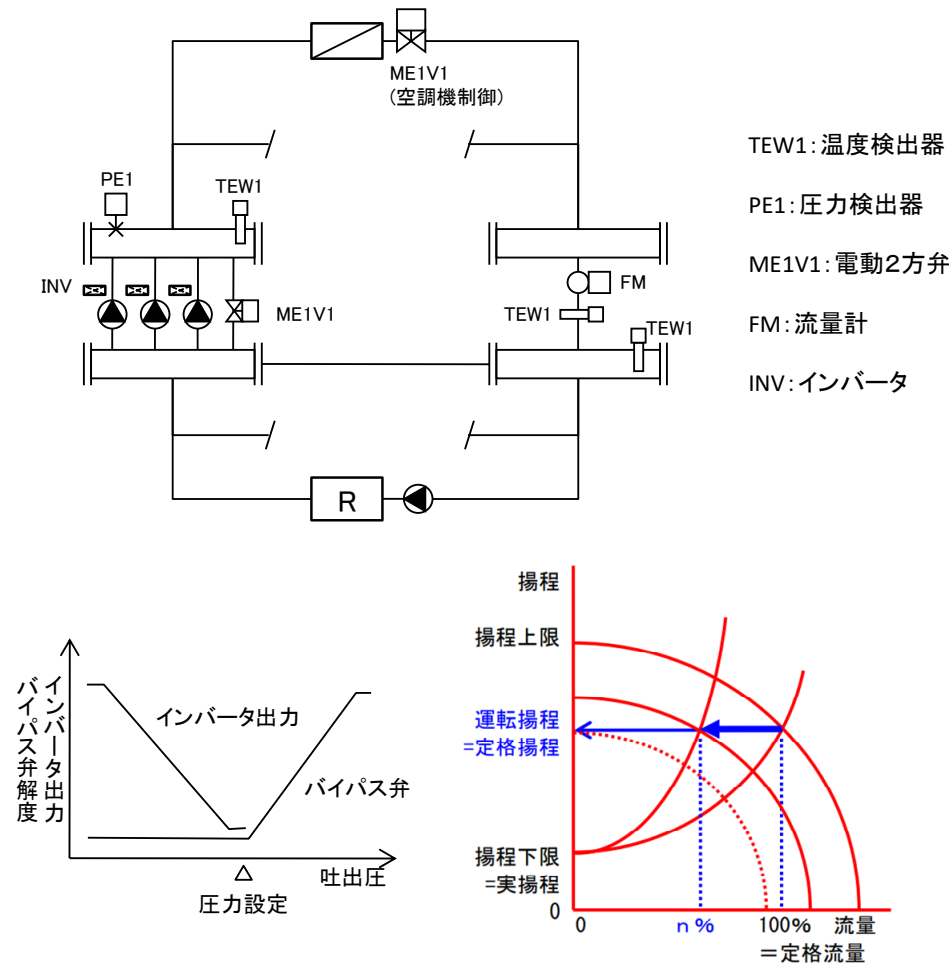 ME1V1
(空調機制御)
PE1
TEW1
INV
ME1V1
FM
TEW1
TEW1
R
TEW1：温度検出器
PE1：圧力検出器
ME1V1：電動２方弁
FM：流量計
INV：インバータ
インバータ出力
バイパス弁解度
インバータ出力
バイパス弁
吐出圧
圧力設定
揚程
揚程上限
運転揚程
=定格揚程
揚程下限
=実揚程
0
0
n%
100%
流量
＝定格流量